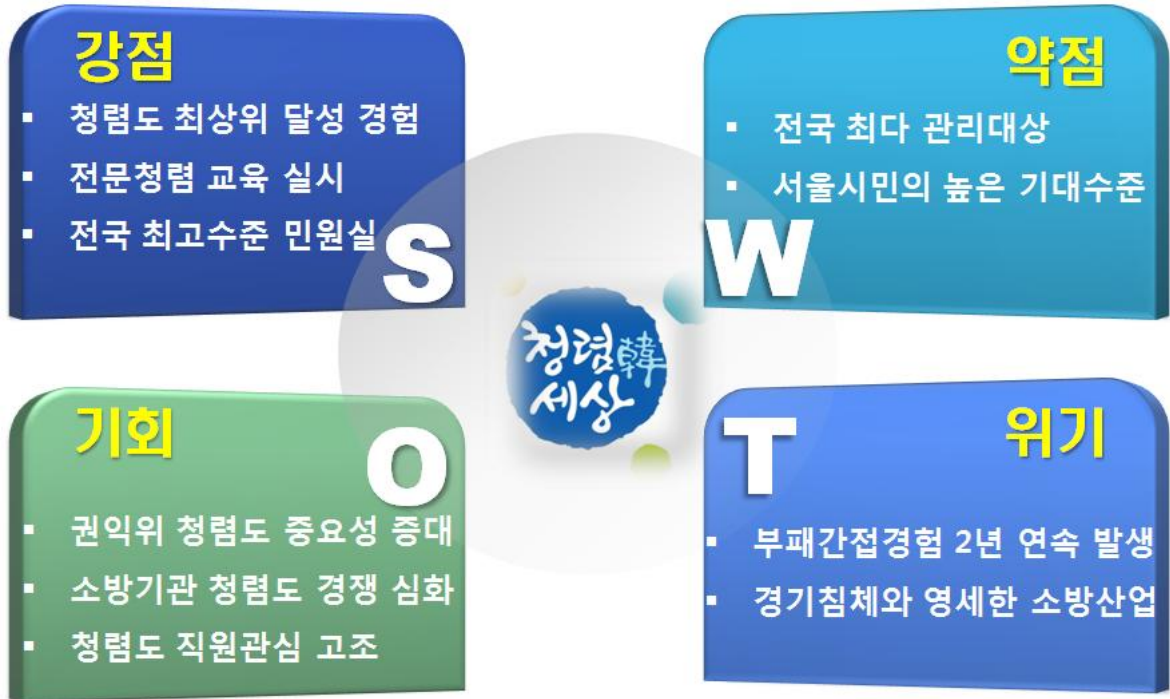 강점
▪ 청렴도 최상위 달성 경험
▪ 전문청렴 교육 실시
▪ 전국 최고수준 민원실
S
약점
▪ 전국 최다 관리대상
▪ 서울시민의 높은 기대수준
W
청렴韓
세상
기회
O
▪ 권익위 청렴도 중요성 증대
▪ 소방기관 청렴도 경쟁 심화
▪ 청렴도 직원관심 고조
T
위기
▪ 부패간접경험 2년 연속 발생
▪ 경기침체와 영세한 소방산업